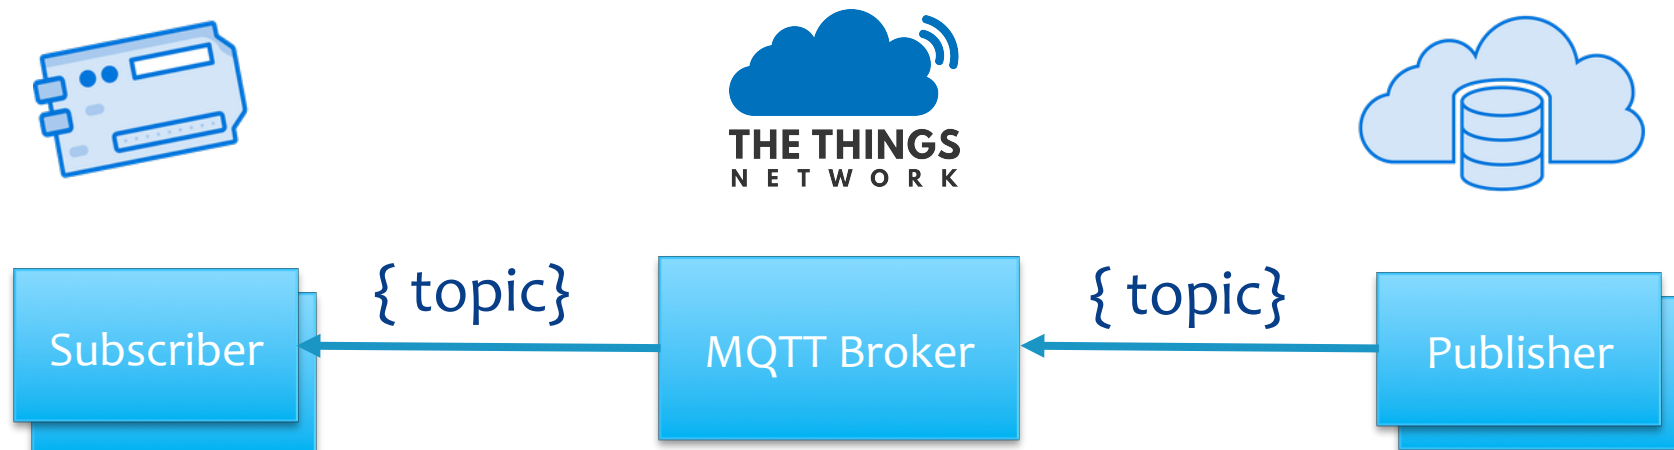 THE THINGS
NETWORK
{ topic}
{ topic}
Subscriber
MQTT Broker
Publisher